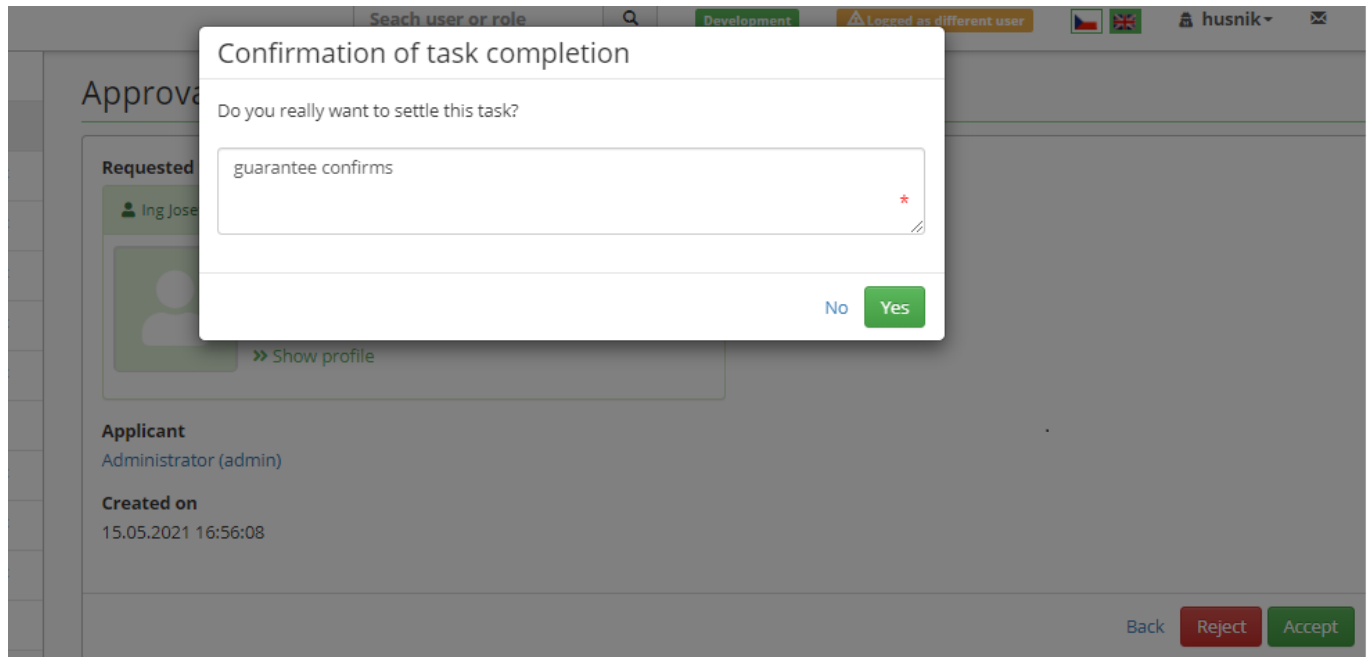 Seach user or role
Development
Logged as different user
husnik
Confirmation of task completion
Approva
Do you really want to settle this task?
Requested
guarantee confirms
*
Ing Jose
No
Yes
Show profile
Applicant
Administrator (admin)
Created on
15.05.2021 16:56:08
Back
Reject
Accept